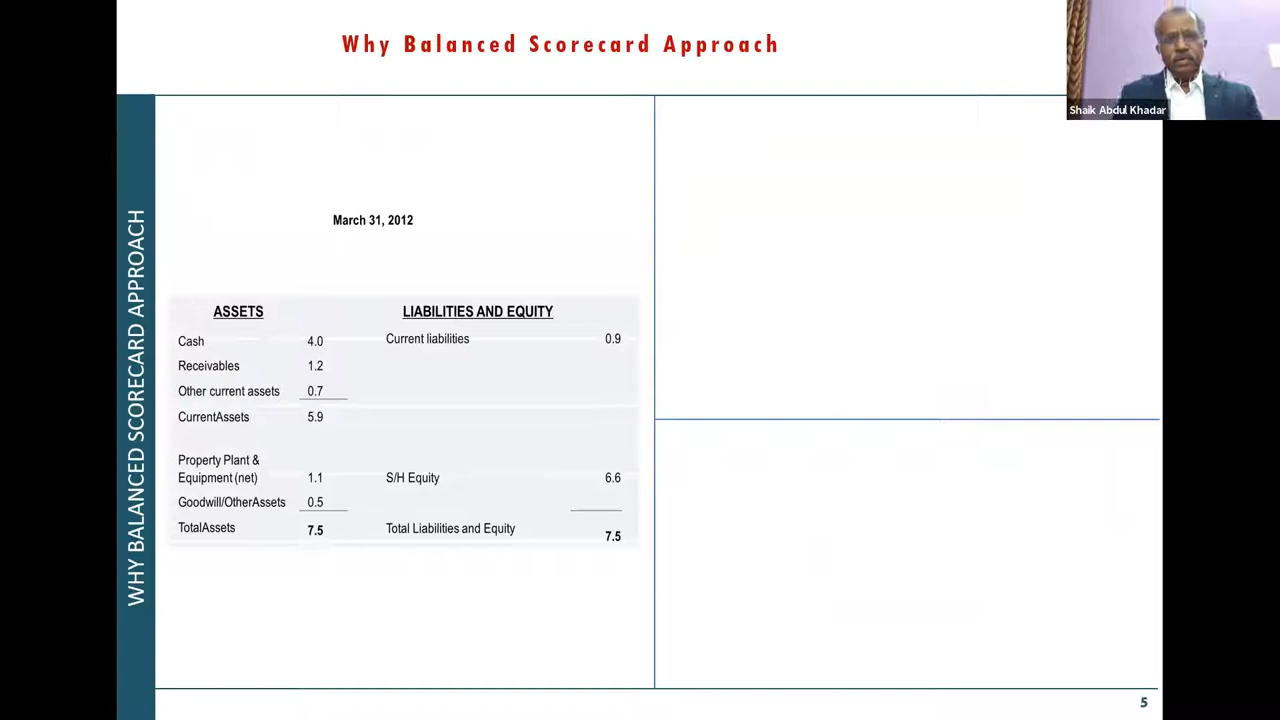 Why Balanced Scorecard Approach
Shaik Abdul Khadar
WHY BALANCED SCORECARD APPROACH
March 31, 2012
ASSETS LIABILITIES AND EQUITY
Cash 4.0 Current liabilities 0.9
Receivables 1.2
Other current assets 0.7
CurrentAssets 5.9
Property Plant &
Equipment (net) 1.1 S/H Equity 6.6
Goodwill/OtherAssets 0.5
TotalAssets 7.5 Total Liabilities and Equity 7.5
5